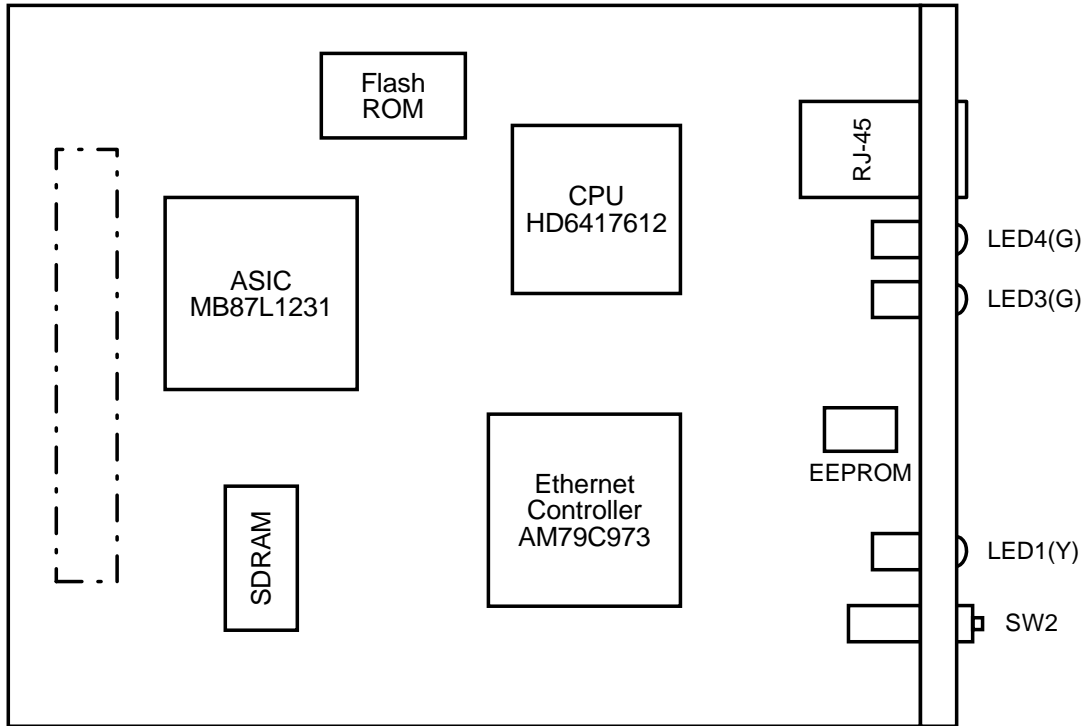 Flash
ROM
RJ-45
CPU
HD6417612
LED4(G)
ASIC
MB87L1231
LED3(G)
EEPROM
Ethernet
Controller
AM79C973
SDRAM
LED1(Y)
SW2